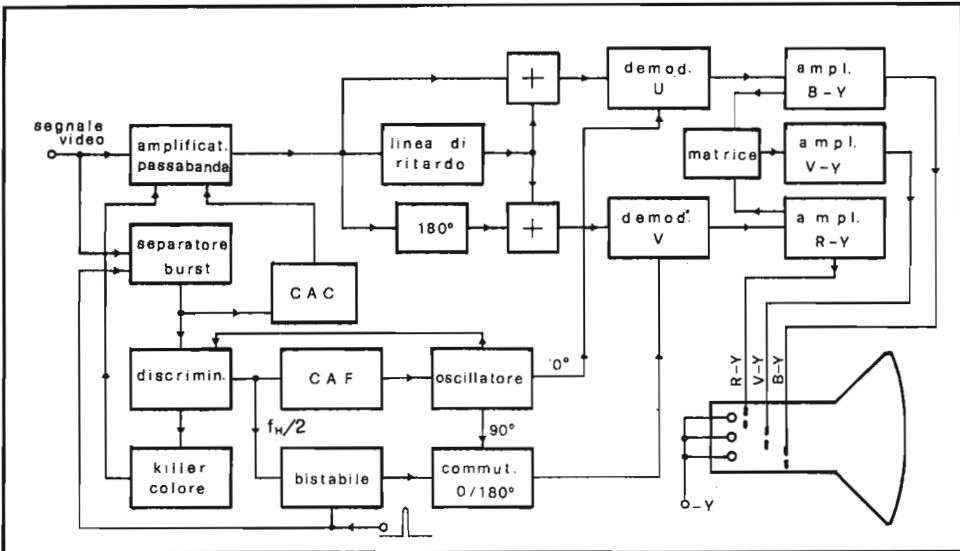 segnale
video
amplificat.
passabanda
linea di
ritardo
180°
+
+
demod.
U
demod.
V
ampl.
B-Y
matrice
ampl.
V-Y
ampl.
R-Y
separatore
burst
CAC
discrimin.
CAF
oscillatore
0°
90°
fH/2
killer
colore
bistabile
commut.
0/180°
R-Y
V-Y
B-Y
-Y